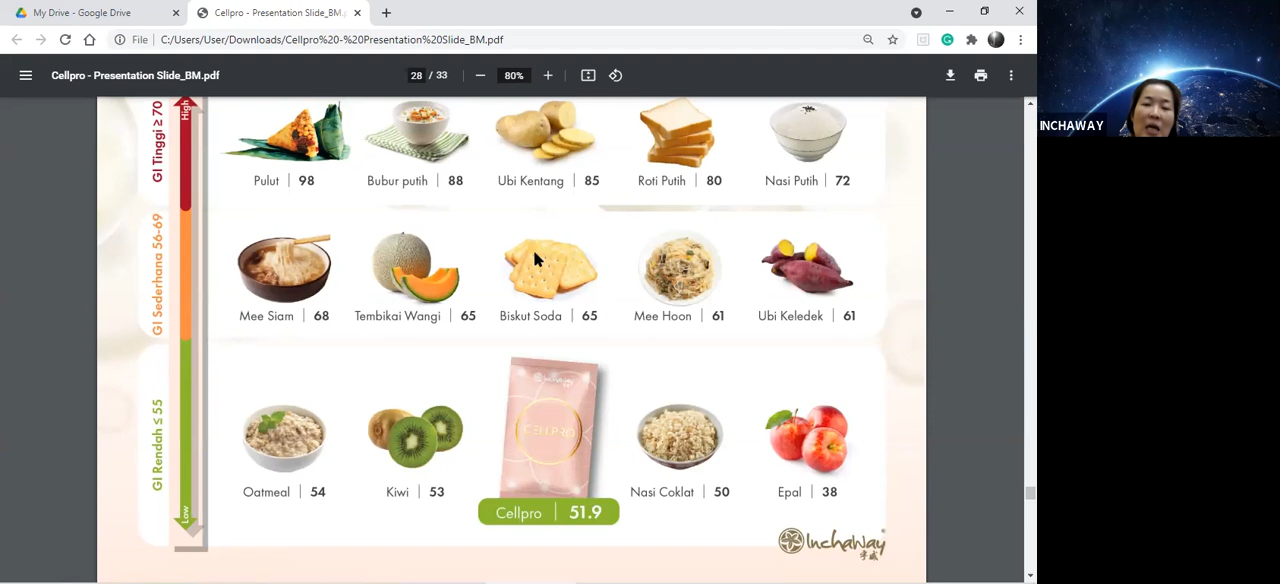 My Drive - Google Drive
Cellpro - Presentation Slide_BM.p
File C:/Users/User/Downloads/Cellpro%20-%20Presentation%20Slide_BM.pdf
Cellpro - Presentation Slide_BM.pdf
28 / 33
80%
INCHAWAY
GI Tinggi ≥ 70
High
Pulut | 98
Bubur putih | 88
Ubi Kentang | 85
Roti Putih | 80
Nasi Putih | 72
GI Sederhana 56-69
Mee Siam | 68
Tembikai Wangi | 65
Biskut Soda | 65
Mee Hoon | 61
Ubi Keledek | 61
GI Rendah ≤ 55
Low
CELLPRO
Oatmeal | 54
Kiwi | 53
Cellpro | 51.9
Nasi Coklat | 50
Epal | 38
InchaWay